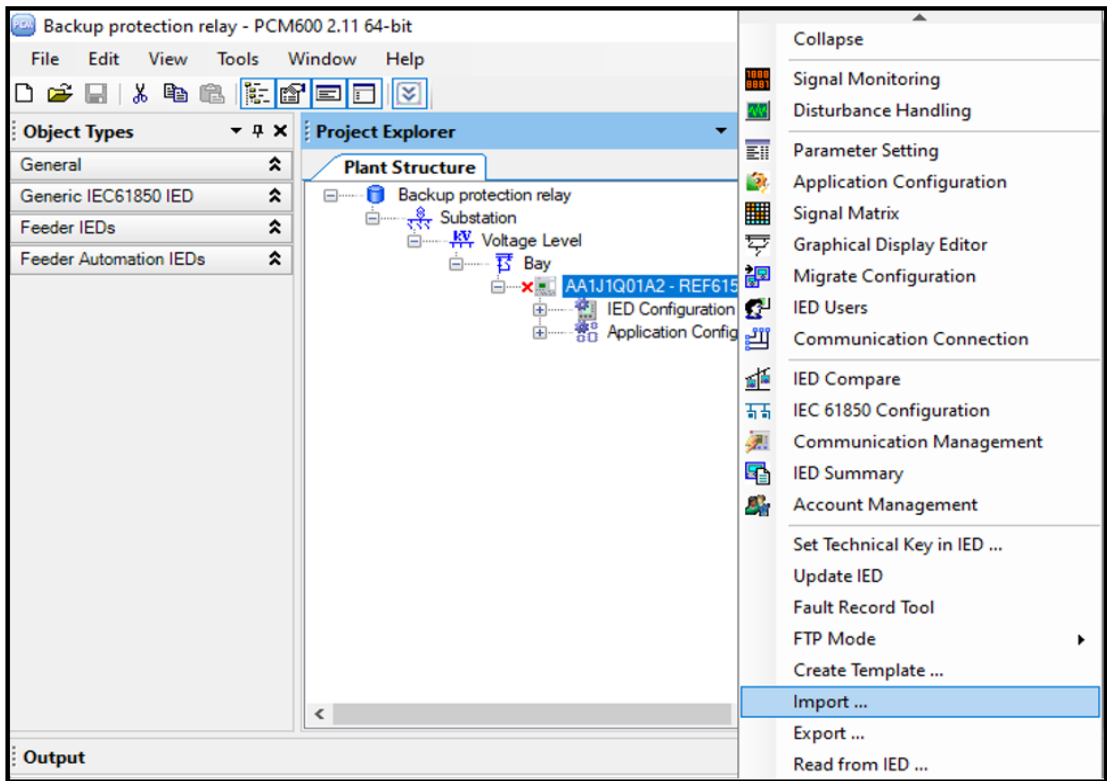 Backup protection relay - PCM600 2.11 64-bit
File Edit View Tools Window Help
Object Types
General
Generic IEC61850 IED
Feeder IEDs
Feeder Automation IEDs
Project Explorer
Plant Structure
Backup protection relay
Substation
Voltage Level
Bay
AA1J1Q01A2 - REF615
IED Configuration
Application Config
Output
Collapse
Signal Monitoring
Disturbance Handling
Parameter Setting
Application Configuration
Signal Matrix
Graphical Display Editor
Migrate Configuration
IED Users
Communication Connection
IED Compare
IEC 61850 Configuration
Communication Management
IED Summary
Account Management
Set Technical Key in IED ...
Update IED
Fault Record Tool
FTP Mode
Create Template ...
Import ...
Export ...
Read from IED ...